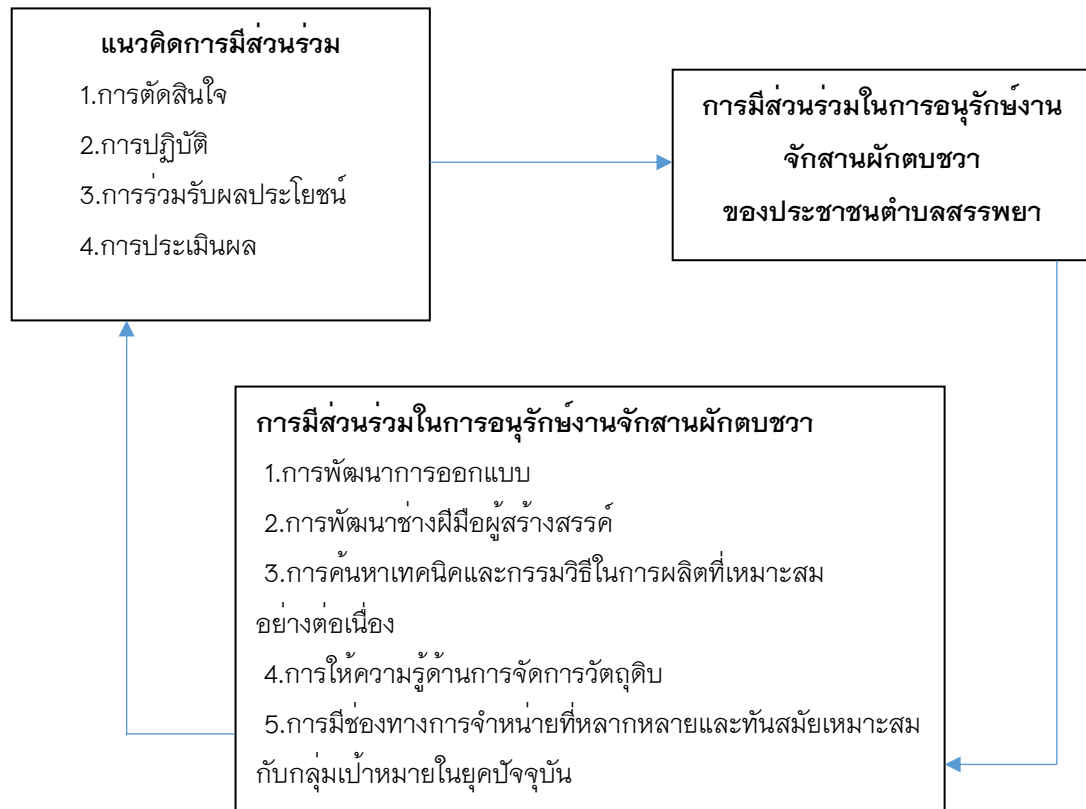 แนวคิดการมีส่วนร่วม
1.การตัดสินใจ
2.การปฏิบัติ
3.การร่วมรับผลประโยชน์
4.การประเมินผล
การมีส่วนร่วมในการอนุรักษ์งาน
จักสานผักตบชวา
ของประชาชนตำบลสรรพยา
การมีส่วนร่วมในการอนุรักษ์งานจักสานผักตบชวา
1.การพัฒนาการออกแบบ
2.การพัฒนาช่างฝีมือผู้สร้างสรรค์
3.การค้นหาเทคนิคและกรรมวิธีในการผลิตที่เหมาะสม
อย่างต่อเนื่อง
4.การให้ความรู้ด้านการจัดการวัตถุดิบ
5.การมีช่องทางการจำหน่ายที่หลากหลายและทันสมัยเหมาะสม
กับกลุ่มเป้าหมายในยุคปัจจุบัน